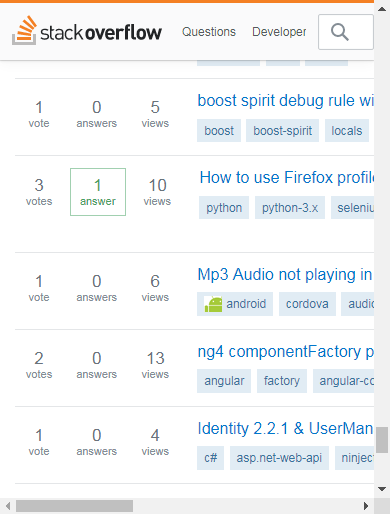 stackoverflow Questions Developer
1 0 5 boost spirit debug rule wi
vote answers views boost boost-spirit locals
3 1 10 How to use Firefox profile
votes answer views python python-3.x seleniu
1 0 6 Mp3 Audio not playing in
vote answers views android cordova audio
2 0 13 ng4 componentFactory p
votes answers views angular factory angular-co
1 0 4 Identity 2.2.1 & UserMan
vote answers views c# asp.net-web-api ninject